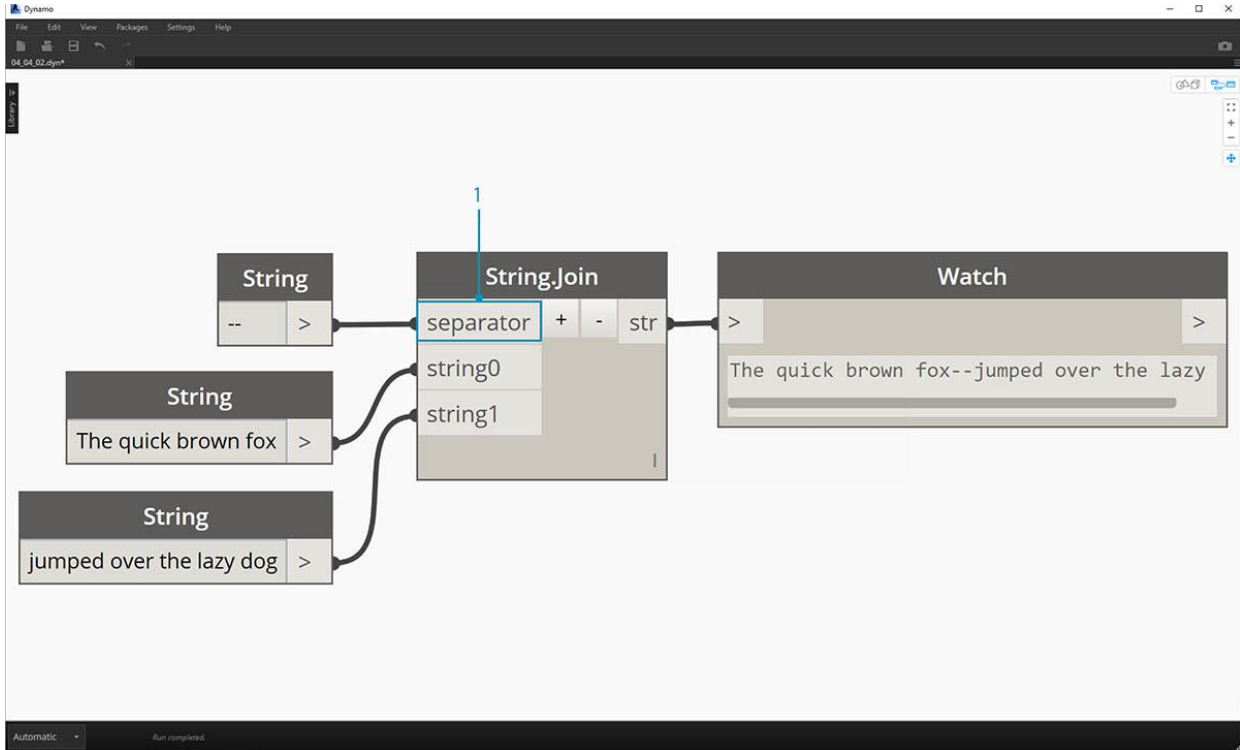 Dynamo
File Edit View Packages Settings Help
04_04_02.dyn*
Library
1
String
-- >
String
The quick brown fox >
String
jumped over the lazy dog >
String.Join
separator + - str
string0
string1
l
Watch
> >
The quick brown fox--jumped over the lazy
Automatic Run completed.